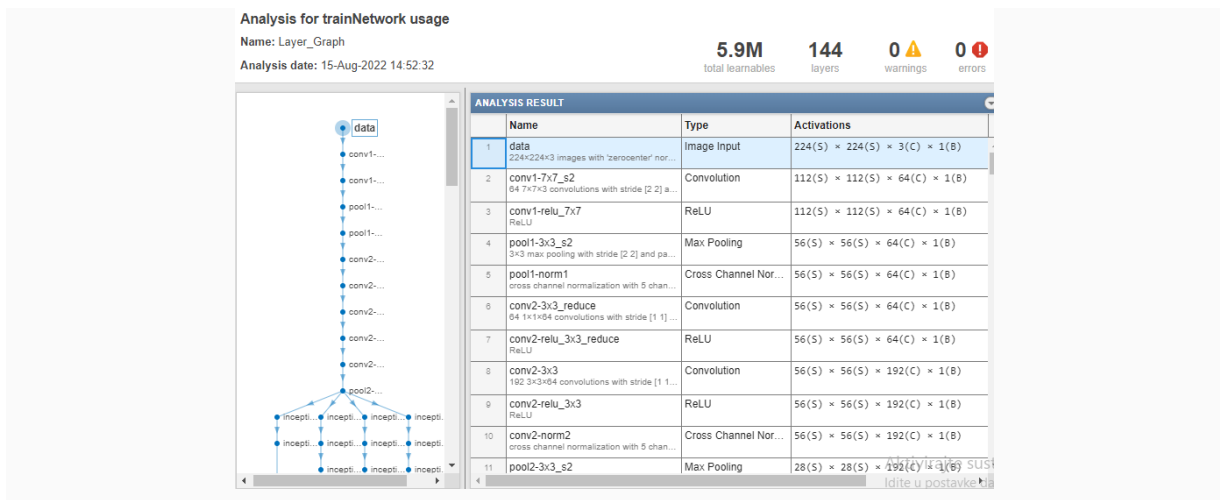 Analysis for trainNetwork usage
Name: Layer_Graph
Analysis date: 15-Aug-2022 14:52:32
5.9M
total learnables
144
layers
0
warnings
0
errors
data
conv1-...
conv1-...
pool1-...
pool1-...
conv2-...
conv2-...
conv2-...
conv2-...
conv2-...
pool2-...
incepti... incepti... incepti... incepti.
incepti... incepti... incepti... incepti.
incepti... incepti... incepti.
ANALYSIS RESULT
Name Type Activations
1 data Image Input 224(S) × 224(S) × 3(C) × 1(B)
224×224×3 images with 'zerocenter' nor...
2 conv1-7x7_s2 Convolution 112(S) × 112(S) × 64(C) × 1(B)
64 7×7×3 convolutions with stride [2 2] a...
3 conv1-relu_7x7 ReLU 112(S) × 112(S) × 64(C) × 1(B)
ReLU
4 pool1-3x3_s2 Max Pooling 56(S) × 56(S) × 64(C) × 1(B)
3×3 max pooling with stride [2 2] and pa...
5 pool1-norm1 Cross Channel Nor... 56(S) × 56(S) × 64(C) × 1(B)
cross channel normalization with 5 chan...
6 conv2-3x3_reduce Convolution 56(S) × 56(S) × 64(C) × 1(B)
64 1×1×64 convolutions with stride [1 1] ...
7 conv2-relu_3x3_reduce ReLU 56(S) × 56(S) × 64(C) × 1(B)
ReLU
8 conv2-3x3 Convolution 56(S) × 56(S) × 192(C) × 1(B)
192 3×3×64 convolutions with stride [1 1...
9 conv2-relu_3x3 ReLU 56(S) × 56(S) × 192(C) × 1(B)
ReLU
10 conv2-norm2 Cross Channel Nor... 56(S) × 56(S) × 192(C) × 1(B)
cross channel normalization with 5 chan...
11 pool2-3x3_s2 Max Pooling 28(S) × 28(S) × 192(C) × 1(B)
Aktivirajte sust
Idite u postavke da